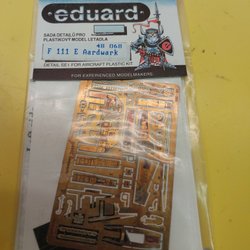 eduard
SADA DETAILŮ PRO
PLASTIKOVÝ MODEL LETADLA
48 068
F 111 E Aardwark
DETAIL SET FOR AIRCRAFT PLASTIC KIT
FOR EXPERIENCED MODELMAKERS